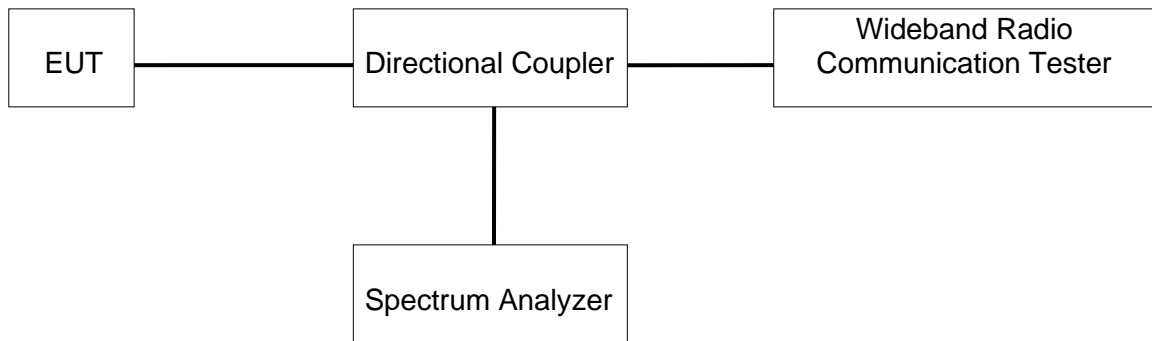 EUT
Directional Coupler
Wideband Radio
Communication Tester
Spectrum Analyzer